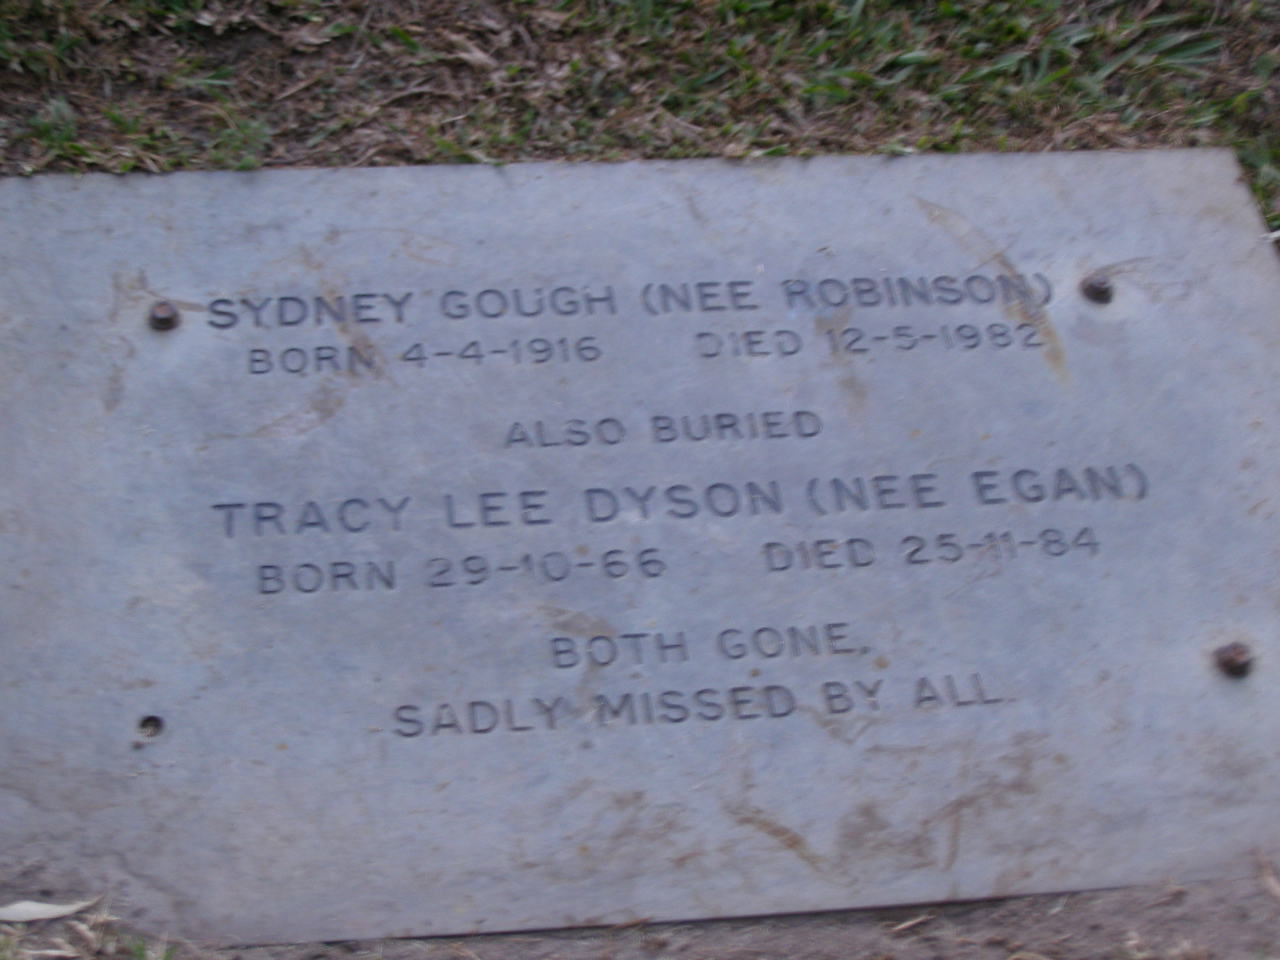 SYDNEY GOUGH (NEE ROBINSON)
BORN 4-4-1916 DIED 12-5-1982
ALSO BURIED
TRACY LEE DYSON (NEE EGAN)
BORN 29-10-66 DIED 25-11-84
BOTH GONE,
SADLY MISSED BY ALL.